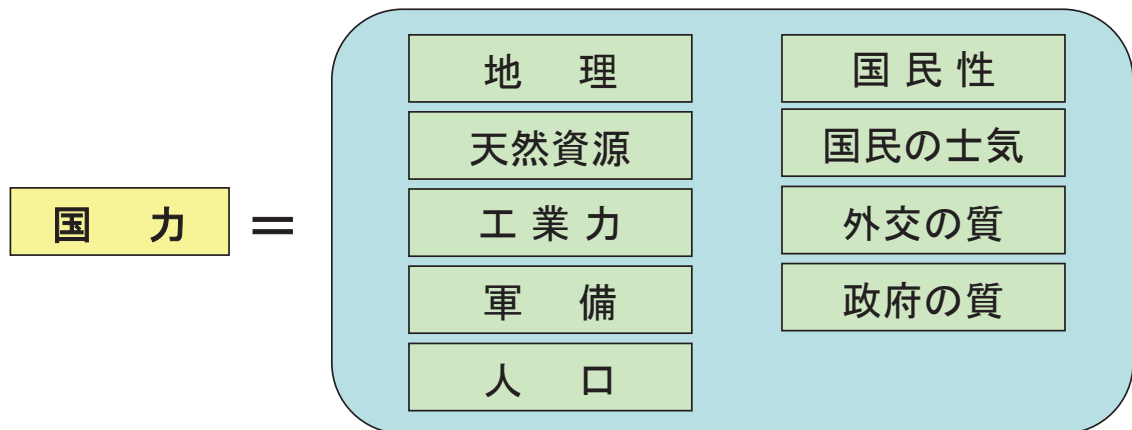 国力
=
地理
天然資源
工業力
軍備
人口
国民性
国民の士気
外交の質
政府の質